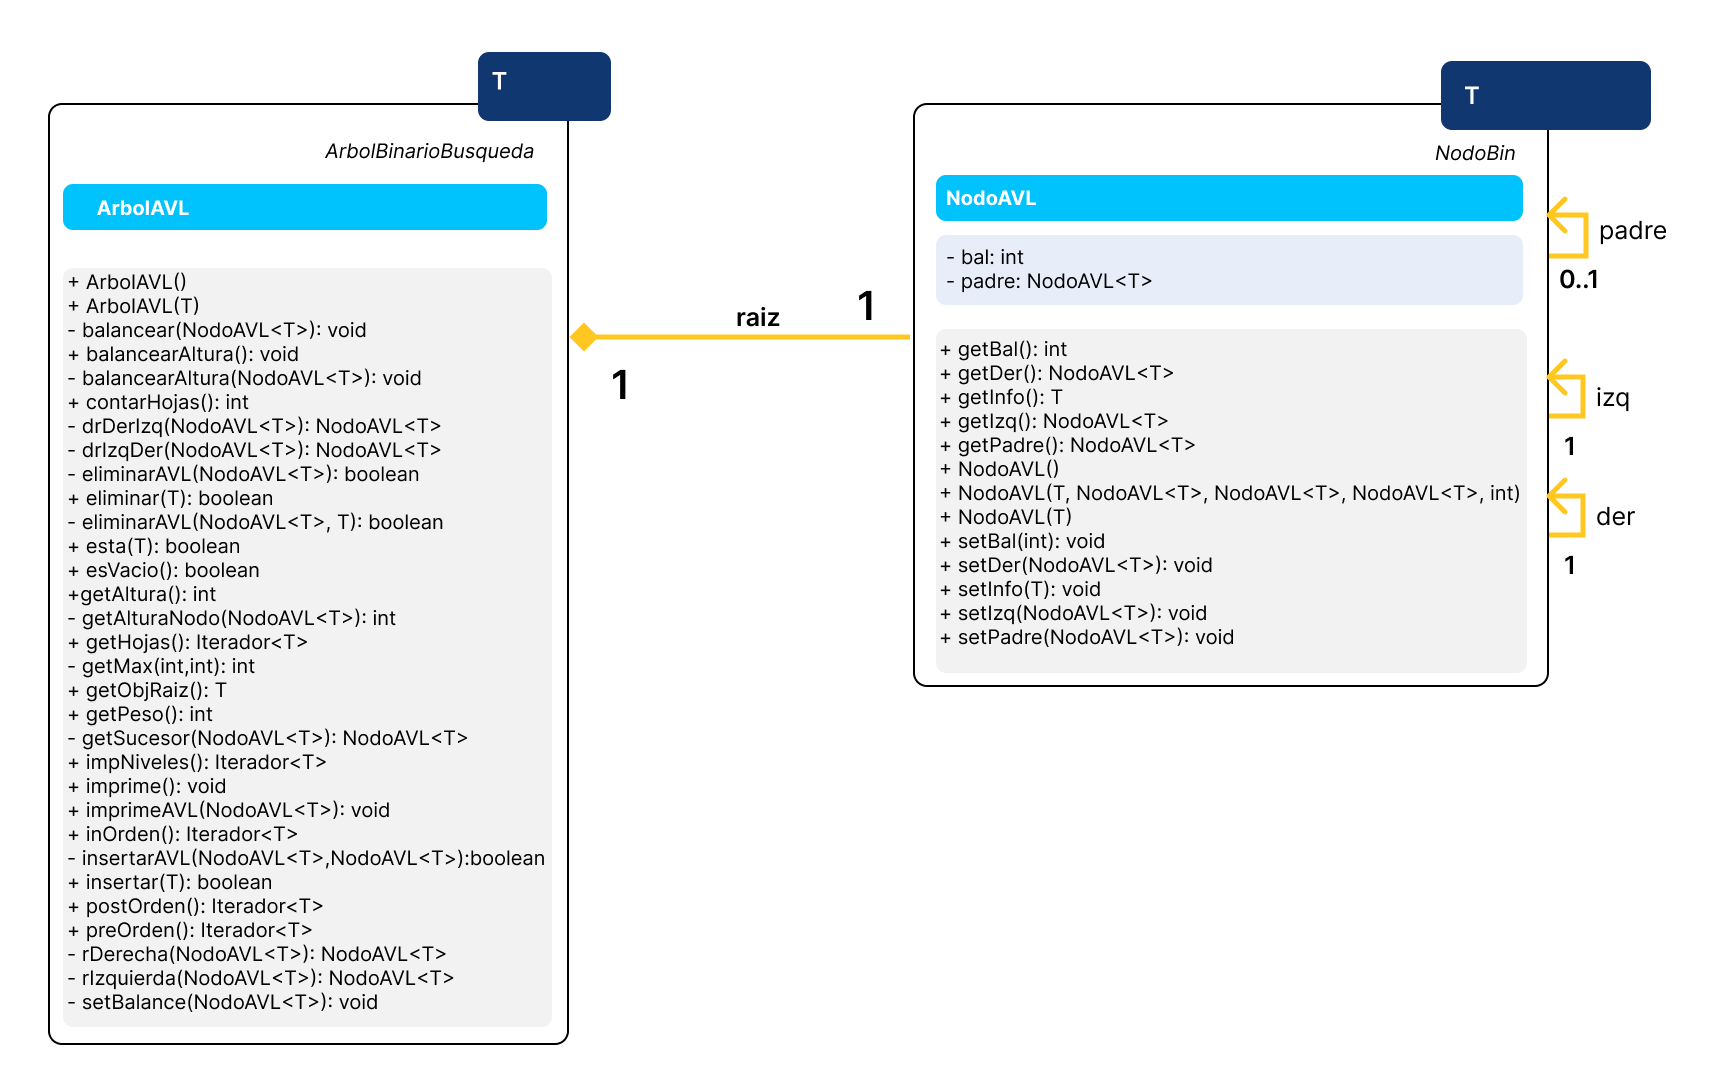 T
ArbolBinarioBusqueda
ArbolAVL
+ ArbolAVL()
+ ArbolAVL(T)
- balancear(NodoAVL<T>): void
+ balancearAltura(): void
- balancearAltura(NodoAVL<T>): void
+ contarHojas(): int
- drDerIzq(NodoAVL<T>): NodoAVL<T>
- drIzqDer(NodoAVL<T>): NodoAVL<T>
- eliminarAVL(NodoAVL<T>): boolean
+ eliminar(T): boolean
- eliminarAVL(NodoAVL<T>, T): boolean
+ esta(T): boolean
+ esVacio(): boolean
+getAltura(): int
- getAlturaNodo(NodoAVL<T>): int
+ getHojas(): Iterador<T>
- getMax(int,int): int
+ getObjRaiz(): T
+ getPeso(): int
- getSucesor(NodoAVL<T>): NodoAVL<T>
+ impNiveles(): Iterador<T>
+ imprime(): void
+ imprimeAVL(NodoAVL<T>): void
+ inOrden(): Iterador<T>
- insertarAVL(NodoAVL<T>,NodoAVL<T>):boolean
+ insertar(T): boolean
+ postOrden(): Iterador<T>
+ preOrden(): Iterador<T>
- rDerecha(NodoAVL<T>): NodoAVL<T>
- rIzquierda(NodoAVL<T>): NodoAVL<T>
- setBalance(NodoAVL<T>): void
raiz
1
1
T
NodoBin
NodoAVL
- bal: int
- padre: NodoAVL<T>
+ getBal(): int
+ getDer(): NodoAVL<T>
+ getInfo(): T
+ getIzq(): NodoAVL<T>
+ getPadre(): NodoAVL<T>
+ NodoAVL()
+ NodoAVL(T, NodoAVL<T>, NodoAVL<T>, NodoAVL<T>, int)
+ NodoAVL(T)
+ setBal(int): void
+ setDer(NodoAVL<T>): void
+ setInfo(T): void
+ setIzq(NodoAVL<T>): void
+ setPadre(NodoAVL<T>): void
padre
0..1
izq
1
der
1